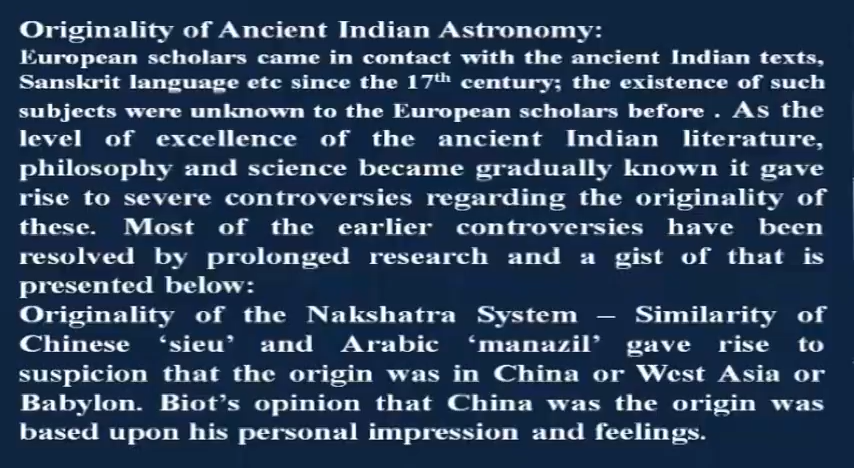 Originality of Ancient Indian Astronomy:
European scholars came in contact with the ancient Indian texts,
Sanskrit language etc since the 17th century; the existence of such
subjects were unknown to the European scholars before . As the
level of excellence of the ancient Indian literature,
philosophy and science became gradually known it gave
rise to severe controversies regarding the originality of
these. Most of the earlier controversies have been
resolved by prolonged research and a gist of that is
presented below:
Originality of the Nakshatra System – Similarity of
Chinese ‘sieu’ and Arabic ‘manazil’ gave rise to
suspicion that the origin was in China or West Asia or
Babylon. Biot’s opinion that China was the origin was
based upon his personal impression and feelings.